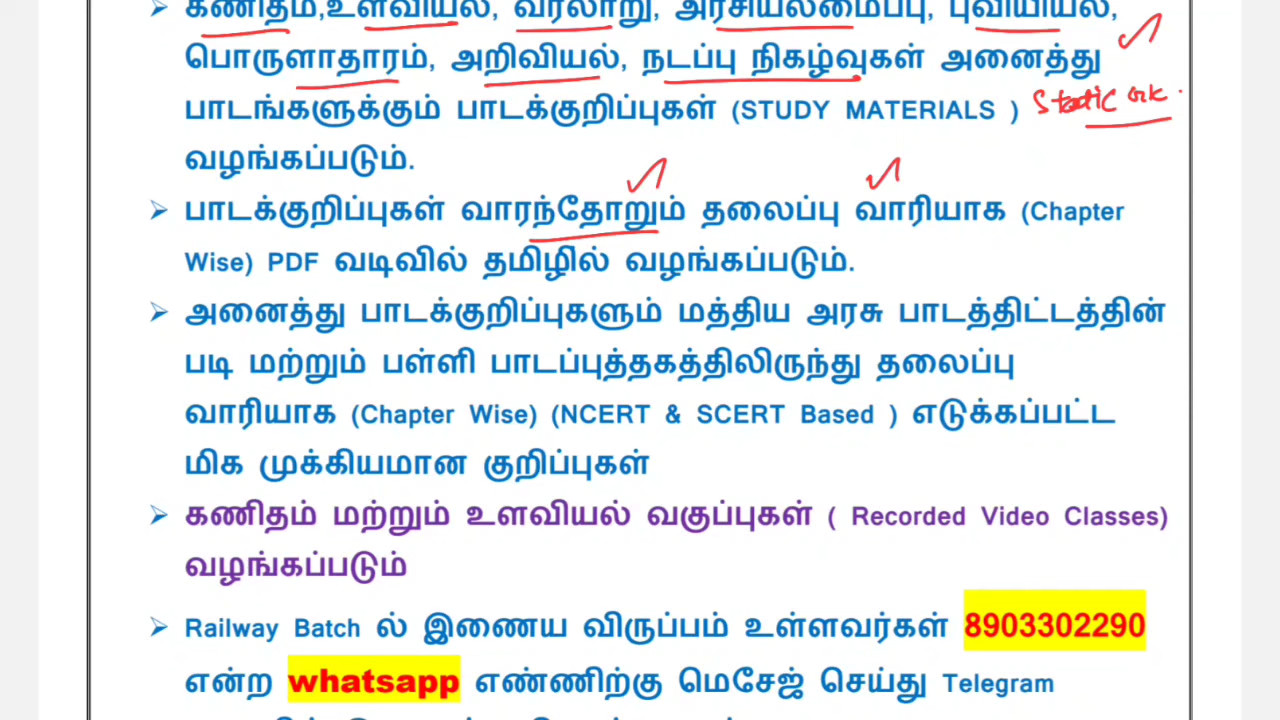 கணிதம்,உளவியல், வரலாறு, அரசியலமைப்பு, புவியியல்,
பொருளாதாரம், அறிவியல், நடப்பு நிகழ்வுகள் அனைத்து
பாடங்களுக்கும் பாடக்குறிப்புகள் (STUDY MATERIALS ) Static GK
வழங்கப்படும்.
➢ பாடக்குறிப்புகள் வாரந்தோறும் தலைப்பு வாரியாக (Chapter
Wise) PDF வடிவில் தமிழில் வழங்கப்படும்.
➢ அனைத்து பாடக்குறிப்புகளும் மத்திய அரசு பாடத்திட்டத்தின்
படி மற்றும் பள்ளி பாடப்புத்தகத்திலிருந்து தலைப்பு
வாரியாக (Chapter Wise) (NCERT & SCERT Based ) எடுக்கப்பட்ட
மிக முக்கியமான குறிப்புகள்
➢ கணிதம் மற்றும் உளவியல் வகுப்புகள் ( Recorded Video Classes)
வழங்கப்படும்
➢ Railway Batch ல் இணைய விருப்பம் உள்ளவர்கள் 8903302290
என்ற whatsapp எண்ணிற்கு மெசேஜ் செய்து Telegram